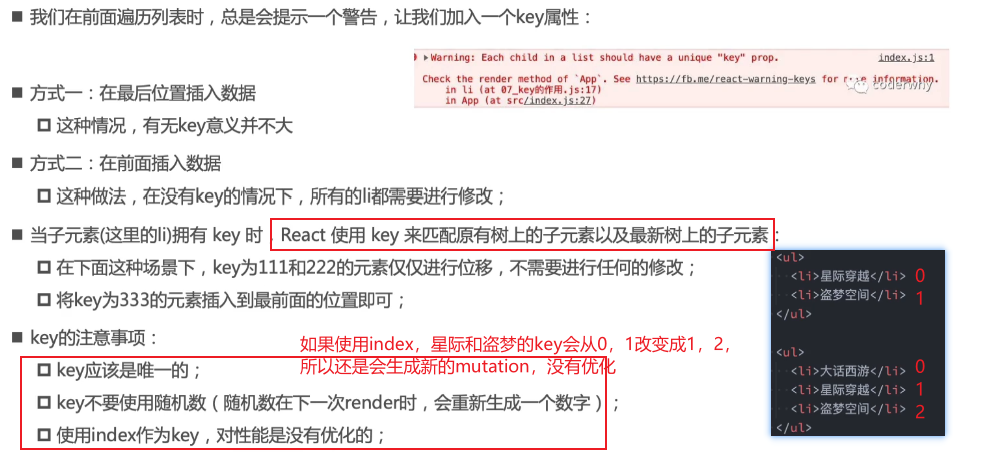 我们在前面遍历列表时，总是会提示一个警告，让我们加入一个key属性：
Warning: Each child in a list should have a unique "key" prop. index.js:1
Check the render method of `App`. See https://fb.me/react-warning-keys for more information.
in li (at 07_key的作用.js:17)
in App (at src/index.js:27)
coderwhy
方式一：在最后位置插入数据
这种情况，有无key意义并不大
方式二：在前面插入数据
这种做法，在没有key的情况下，所有的li都需要进行修改；
当子元素(这里的li)拥有 key 时，React 使用 key 来匹配原有树上的子元素以及最新树上的子元素：
在下面这种场景下，key为111和222的元素仅仅进行位移，不需要进行任何的修改；
将key为333的元素插入到最前面的位置即可；
<ul>
<li>星际穿越</li> 0
<li>盗梦空间</li> 1
</ul>
<ul>
<li>大话西游</li> 0
<li>星际穿越</li> 1
<li>盗梦空间</li> 2
</ul>
key的注意事项：
如果使用index，星际和盗梦的key会从0，1改变成1，2，
所以还是会生成新的mutation，没有优化
key应该是唯一的；
key不要使用随机数（随机数在下一次render时，会重新生成一个数字）；
使用index作为key，对性能是没有优化的；